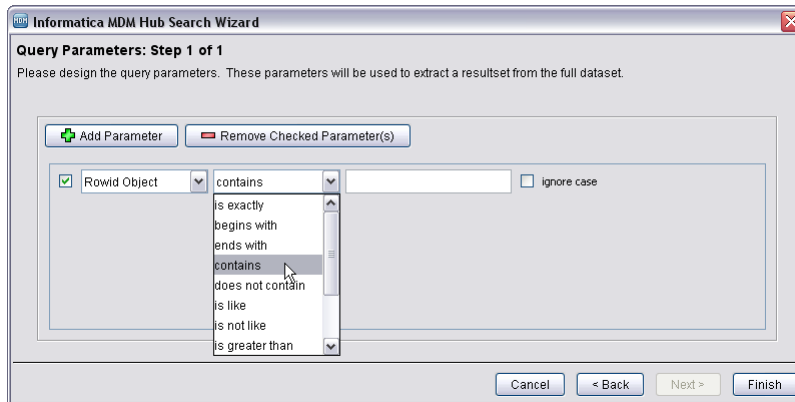 Informatica MDM Hub Search Wizard
Query Parameters: Step 1 of 1
Please design the query parameters. These parameters will be used to extract a resultset from the full dataset.
Add Parameter
Remove Checked Parameter(s)
Rowid Object
contains
ignore case
is exactly
begins with
ends with
contains
does not contain
is like
is not like
is greater than
Cancel
< Back
Next >
Finish